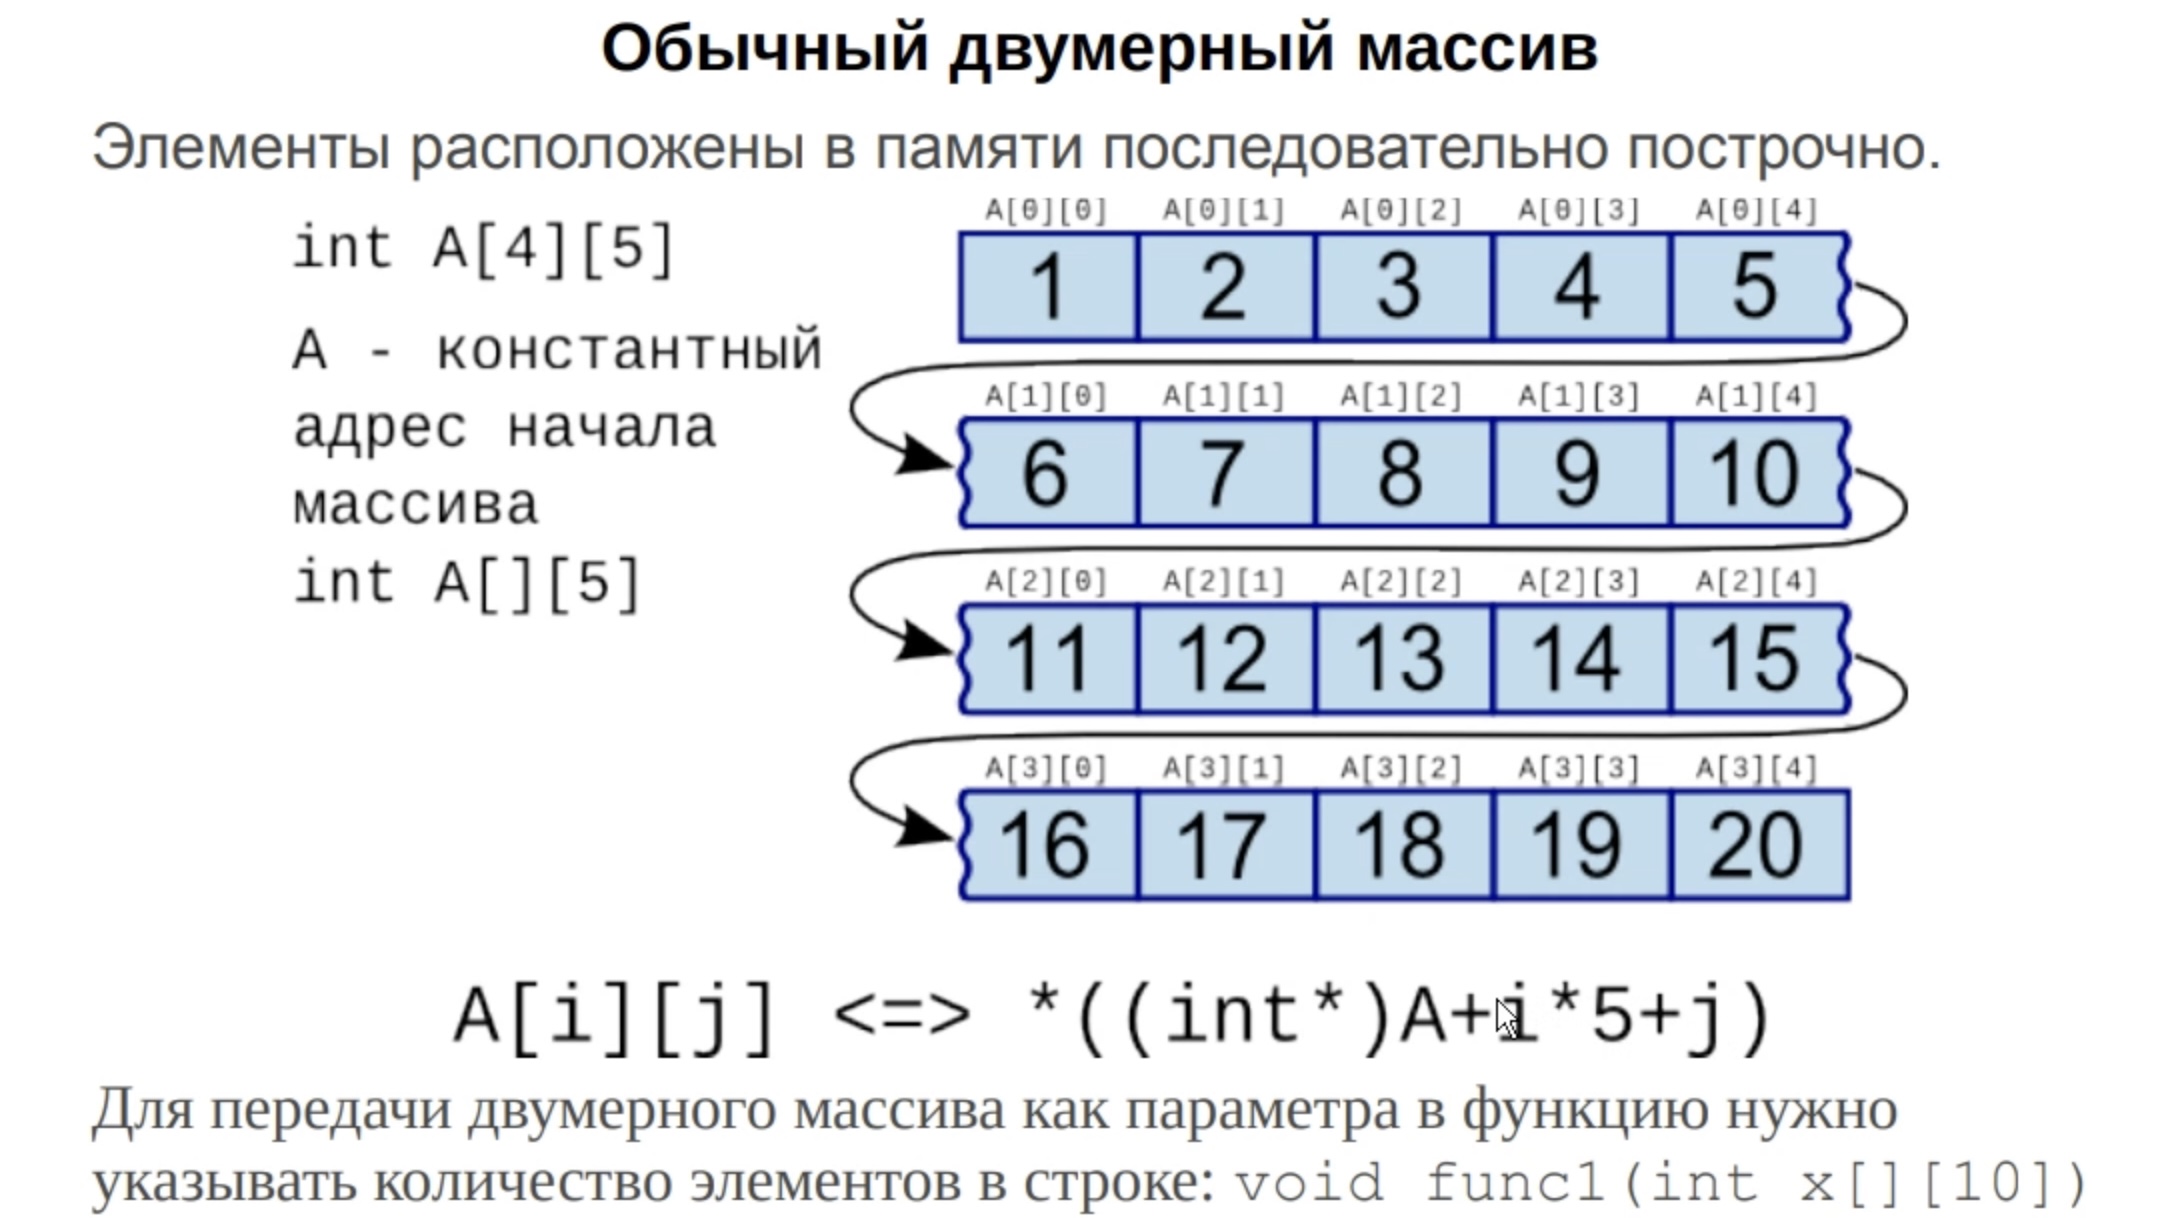 Обычный двумерный массив
Элементы расположены в памяти последовательно построчно.
int A[4][5]
A - константный
адрес начала
массива
int A[][5]
A[0][0] A[0][1] A[0][2] A[0][3] A[0][4]
1 2 3 4 5
A[1][0] A[1][1] A[1][2] A[1][3] A[1][4]
6 7 8 9 10
A[2][0] A[2][1] A[2][2] A[2][3] A[2][4]
11 12 13 14 15
A[3][0] A[3][1] A[3][2] A[3][3] A[3][4]
16 17 18 19 20
A[i][j] <=> *((int*)A+i*5+j)
Для передачи двумерного массива как параметра в функцию нужно
указывать количество элементов в строке: void func1(int x[][10])